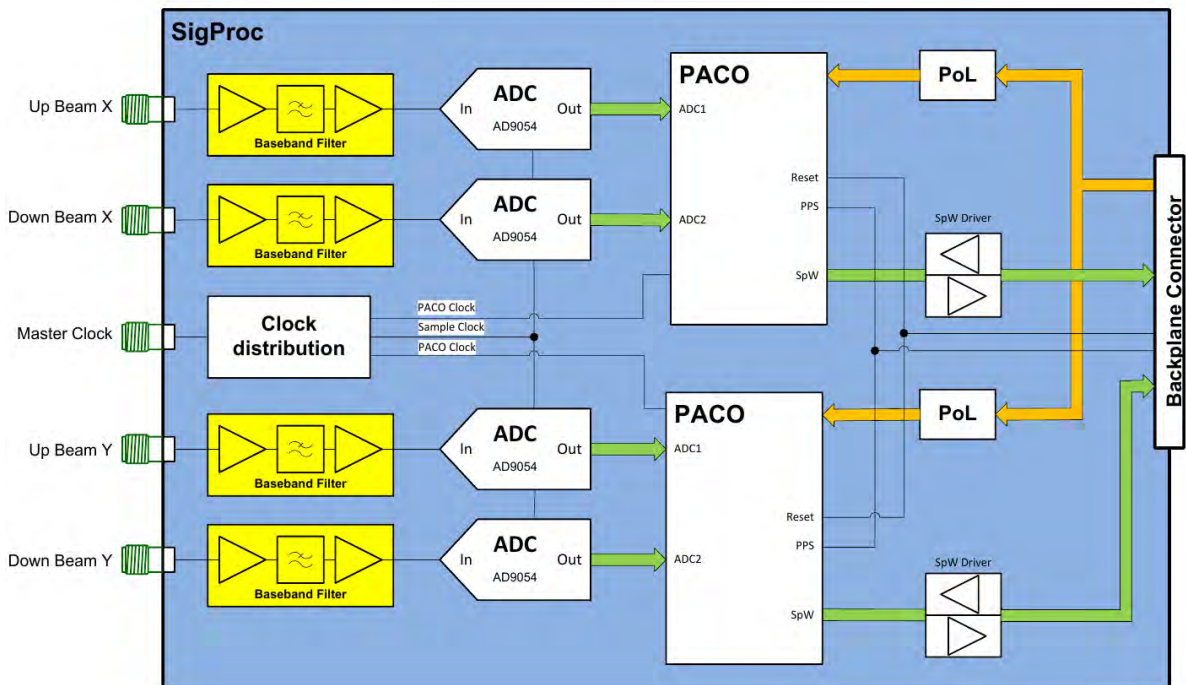 SigProc
Up Beam X
Baseband Filter
In
ADC
AD9054
Out
PACO
ADC1
ADC2
Reset
PPS
SpW
PoL
SpW Driver
Down Beam X
Baseband Filter
In
ADC
AD9054
Out
Master Clock
Clock
distribution
PACO Clock
Sample Clock
PACO Clock
Backplane Connector
Up Beam Y
Baseband Filter
In
ADC
AD9054
Out
PACO
ADC1
ADC2
Reset
PPS
SpW
PoL
SpW Driver
Down Beam Y
Baseband Filter
In
ADC
AD9054
Out